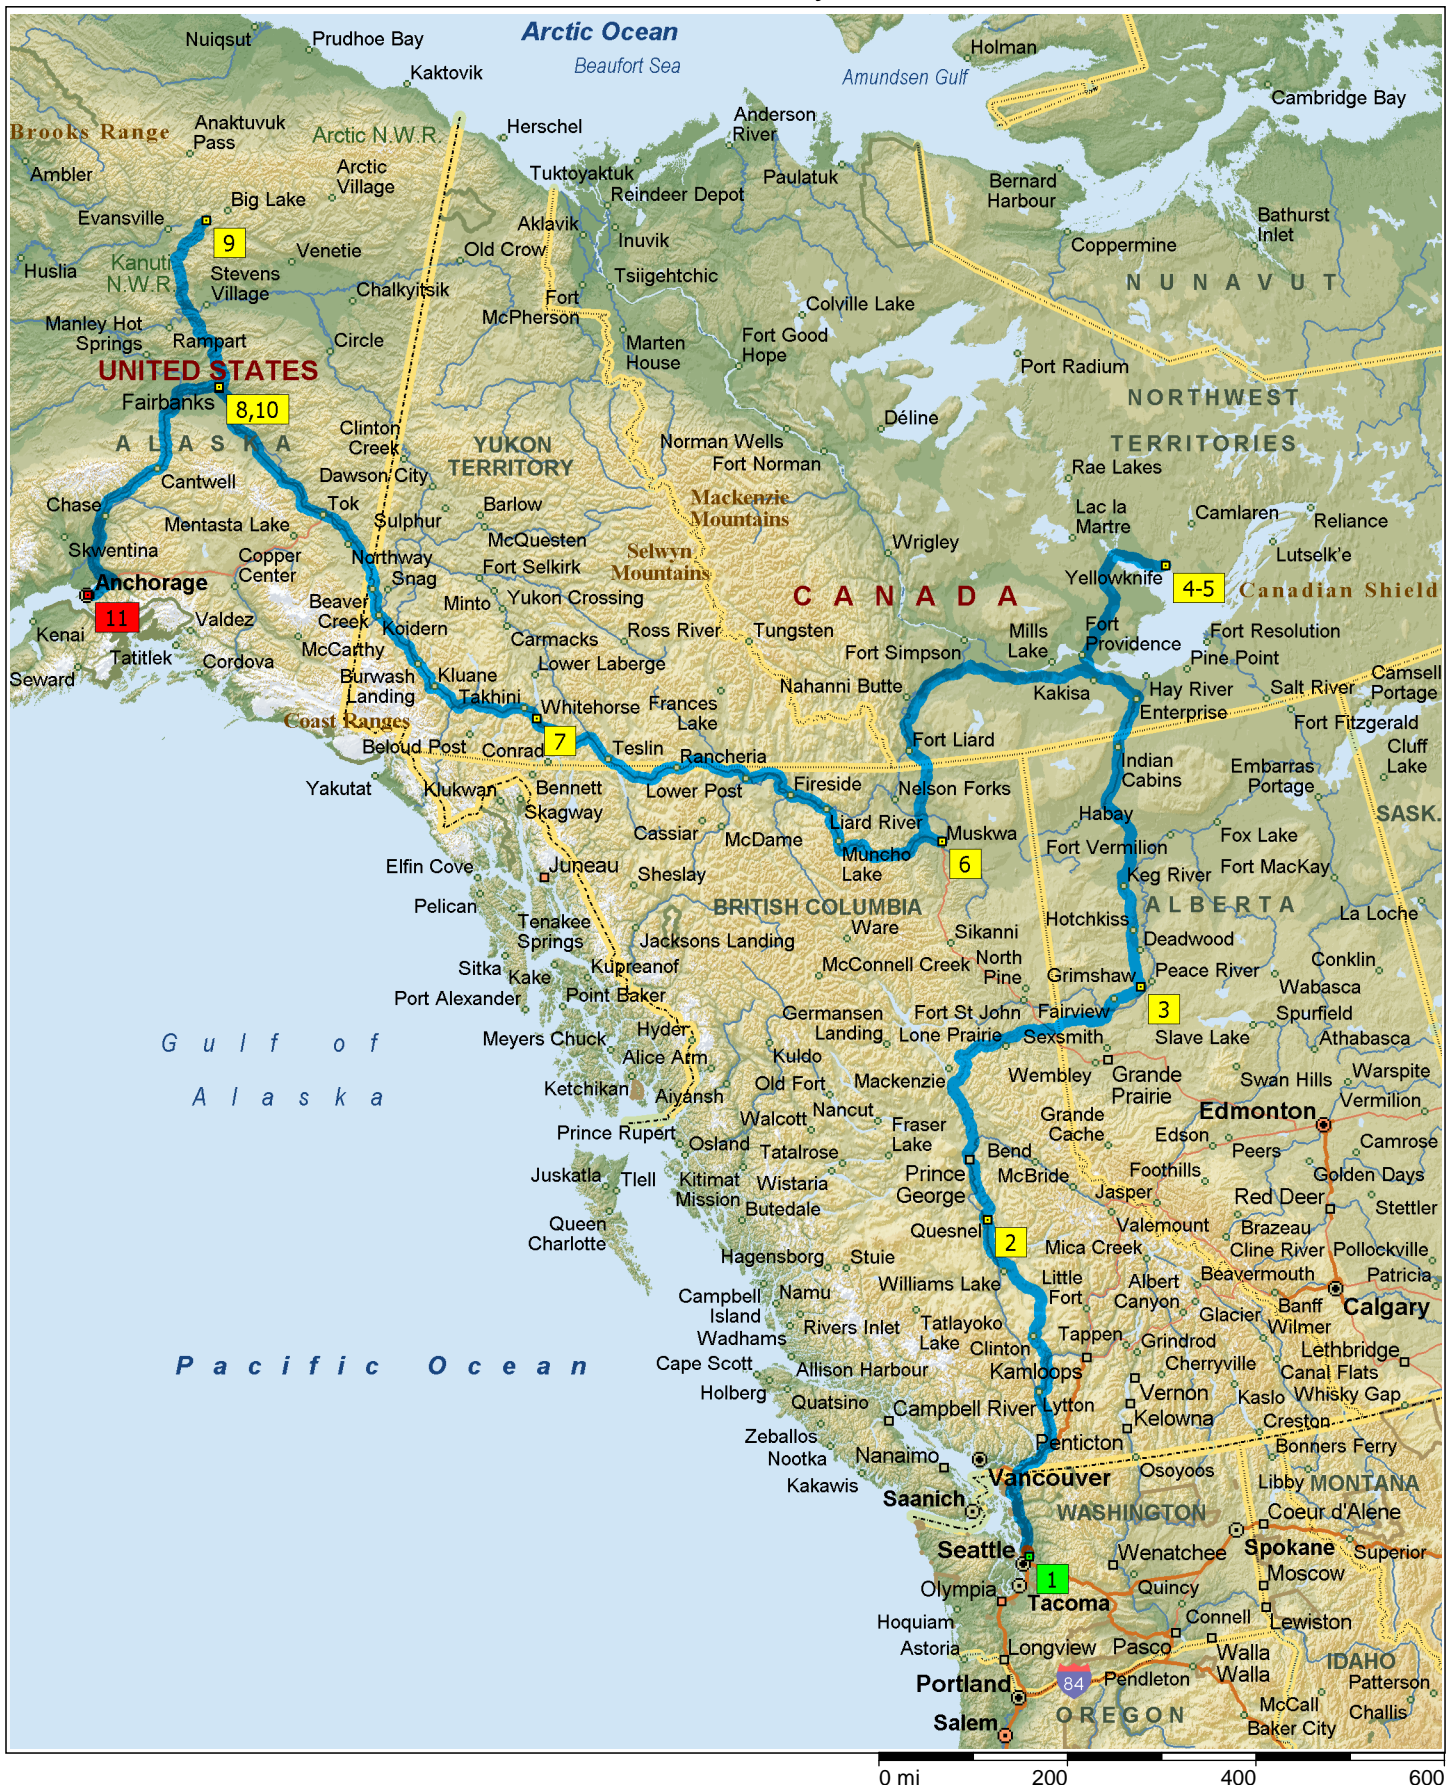 Arctic Ocean
Beaufort Sea
Amundsen Gulf
Nuiqsut
Prudhoe Bay
Kaktovik
Holman
Cambridge Bay
Brooks Range
Anaktuvuk
Pass
Arctic N.W.R.
Herschel
Anderson
River
Ambler
Arctic
Village
Tuktoyaktuk
Paulatuk
Bernard
Harbour
Reindeer Depot
Evansville
Big Lake
Aklavik
Inuvik
Bathurst
Inlet
9
Venetie
Old Crow
Coppermine
Huslia
Kanuti
N.W.R.
Stevens
Village
Chalkyitsik
Tsiigehtchic
NUNAVUT
Fort
McPherson
Colville Lake
Manley Hot
Springs
Rampart
Circle
Marten
House
Fort Good
Hope
Port Radium
UNITED STATES
Fairbanks
8,10
NORTHWEST
TERRITORIES
Déline
ALASKA
Clinton
Creek
YUKON
TERRITORY
Norman Wells
Fort Norman
Rae Lakes
Cantwell
Dawson City
Chase
Tok
Barlow
Mackenzie
Mountains
Lac la
Martre
Camlaren
Reliance
Mentasta Lake
Sulphur
McQuesten
Wrigley
Lutselk'e
Skwentina
Copper
Center
Northway
Snag
Fort Selkirk
Selwyn
Mountains
Yellowknife
4-5
Canadian Shield
Anchorage
11
Beaver
Creek
Minto
Yukon Crossing
CANADA
Valdez
Koidern
Carmacks
Ross River
Tungsten
Mills
Lake
Fort
Providence
Fort Resolution
Kenai
Tatitlek
Cordova
McCarthy
Lower Laberge
Fort Simpson
Pine Point
Seward
Burwash
Landing
Kluane
Takhini
Whitehorse
Frances
Lake
Nahanni Butte
Kakisa
Hay River
Enterprise
Salt River
Camsell
Portage
Coast Ranges
7
Fort Fitzgerald
Beloud Post
Conrad
Teslin
Rancheria
Fort Liard
Indian
Cabins
Embarras
Portage
Cluff
Lake
Yakutat
Klukwan
Bennett
Skagway
Lower Post
Fireside
Nelson Forks
Habay
SASK.
Cassiar
McDame
Liard River
Muskwa
Fort Vermilion
Fox Lake
Elfin Cove
Juneau
Sheslay
Muncho
Lake
6
Keg River
Fort MacKay
Pelican
BRITISH COLUMBIA
Hotchkiss
ALBERTA
La Loche
Tenakee
Springs
Jacksons Landing
Ware
Sikanni
Deadwood
Sitka
Kake
Kupreanof
McConnell Creek
North
Pine
Grimshaw
Peace River
Conklin
Port Alexander
Point Baker
Wabasca
Gulf of
Alaska
Meyers Chuck
Hyder
Germansen
Landing
Fort St John
Fairview
3
Spurfield
Lone Prairie
Sexsmith
Slave Lake
Athabasca
Alice Arm
Kuldo
Ketchikan
Aiyansh
Old Fort
Mackenzie
Wembley
Grande
Prairie
Swan Hills
Warspite
Vermilion
Prince Rupert
Walcott
Nancut
Fraser
Lake
Grande
Cache
Edmonton
Osland
Tatalrose
Bend
Edson
Peers
Camrose
Juskatla
Tlell
Kitimat
Mission
Wistaria
Prince
George
McBride
Foothills
Golden Days
Queen
Charlotte
Butedale
Jasper
Red Deer
Stettler
Quesnel
2
Valemount
Brazeau
Hagensborg
Stuie
Mica Creek
Cline River
Pollockville
Campbell
Island
Namu
Williams Lake
Little
Fort
Albert
Canyon
Beavermouth
Patricia
Wadhams
Rivers Inlet
Tatlayoko
Lake
Clinton
Tappen
Glacier
Banff
Calgary
Wilmer
Pacific Ocean
Cape Scott
Allison Harbour
Kamloops
Grindrod
Cherryville
Lethbridge
Canal Flats
Holberg
Quatsino
Campbell River
Lytton
Vernon
Kaslo
Whisky Gap
Kelowna
Creston
Zeballos
Nootka
Nanaimo
Penticton
Bonners Ferry
Kakawis
Vancouver
Osoyoos
Libby
MONTANA
Saanich
WASHINGTON
Coeur d'Alene
Seattle
1
Wenatchee
Spokane
Superior
Olympia
Tacoma
Quincy
Moscow
Hoquiam
Connell
Lewiston
Astoria
Longview
Pasco
Walla
Walla
IDAHO
Portland
84
Pendleton
Patterson
Salem
OREGON
McCall
Challis
Baker City
0 mi
200
400
600